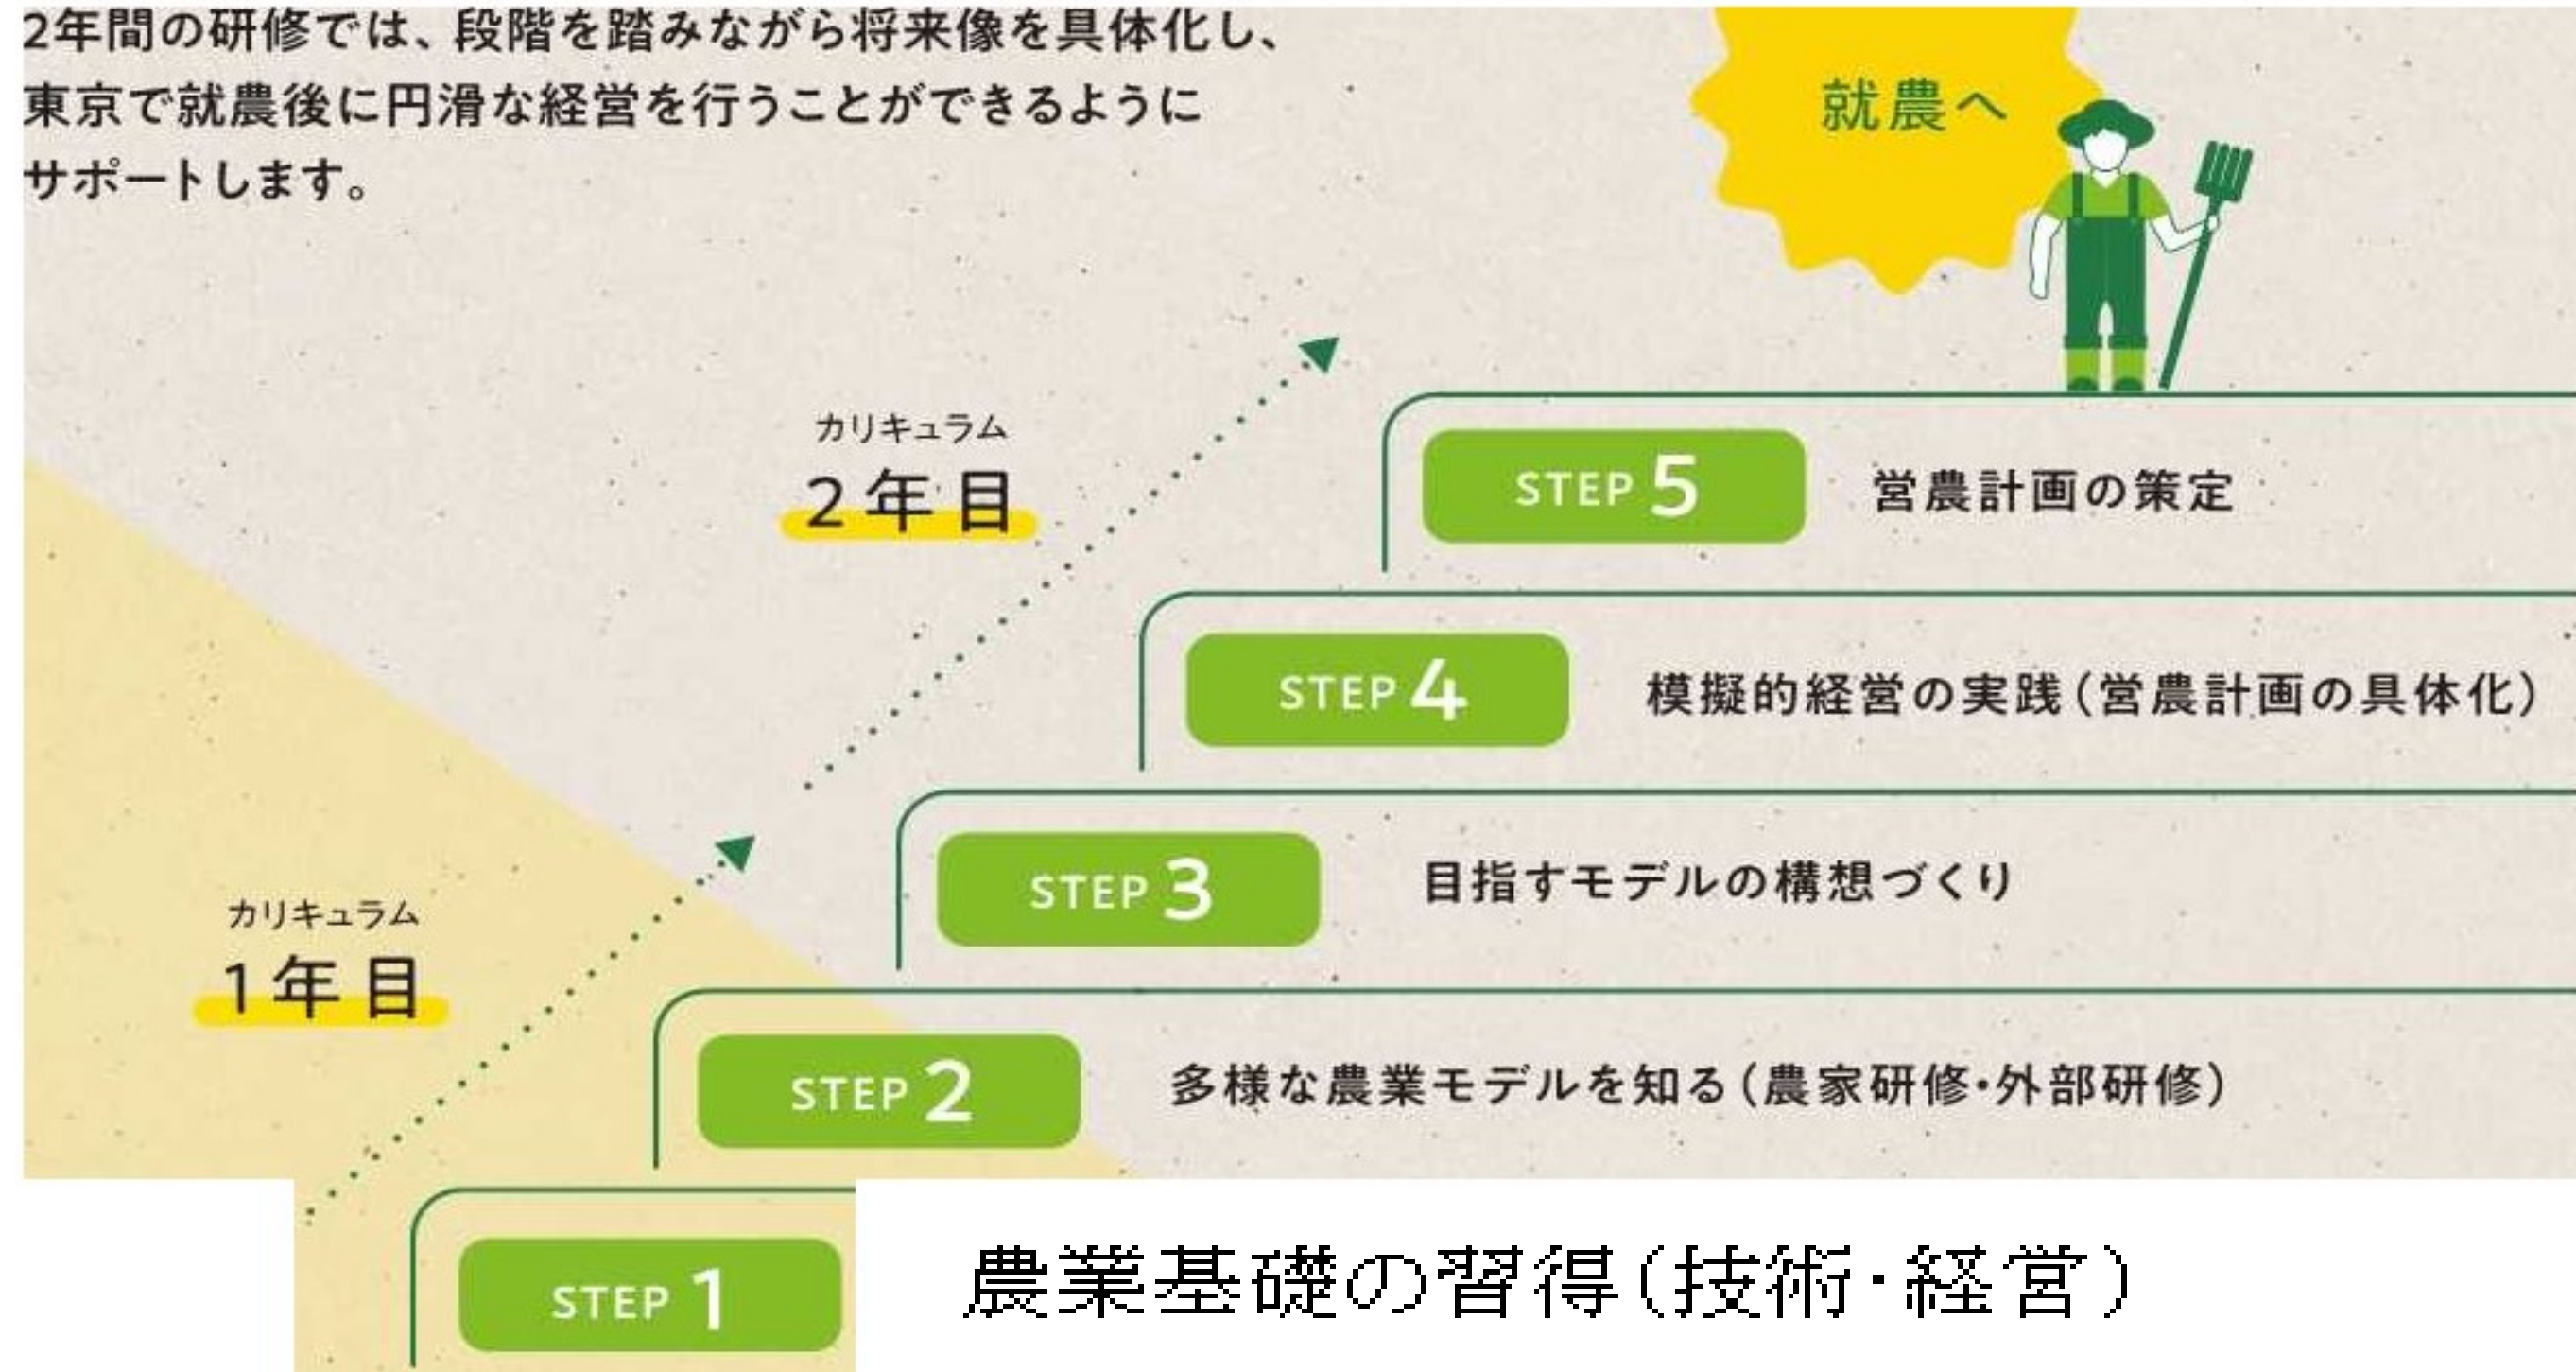 2年間の研修では、段階を踏みながら将来像を具体化し、
東京で就農後に円滑な経営を行うことができるように
サポートします。
就農へ
カリキュラム
2年目
STEP 5 営農計画の策定
STEP 4 模擬的経営の実践(営農計画の具体化)
STEP 3 目指すモデルの構想づくり
カリキュラム
1年目
STEP 2 多様な農業モデルを知る(農家研修・外部研修)
STEP 1 農業基礎の習得(技術・経営)